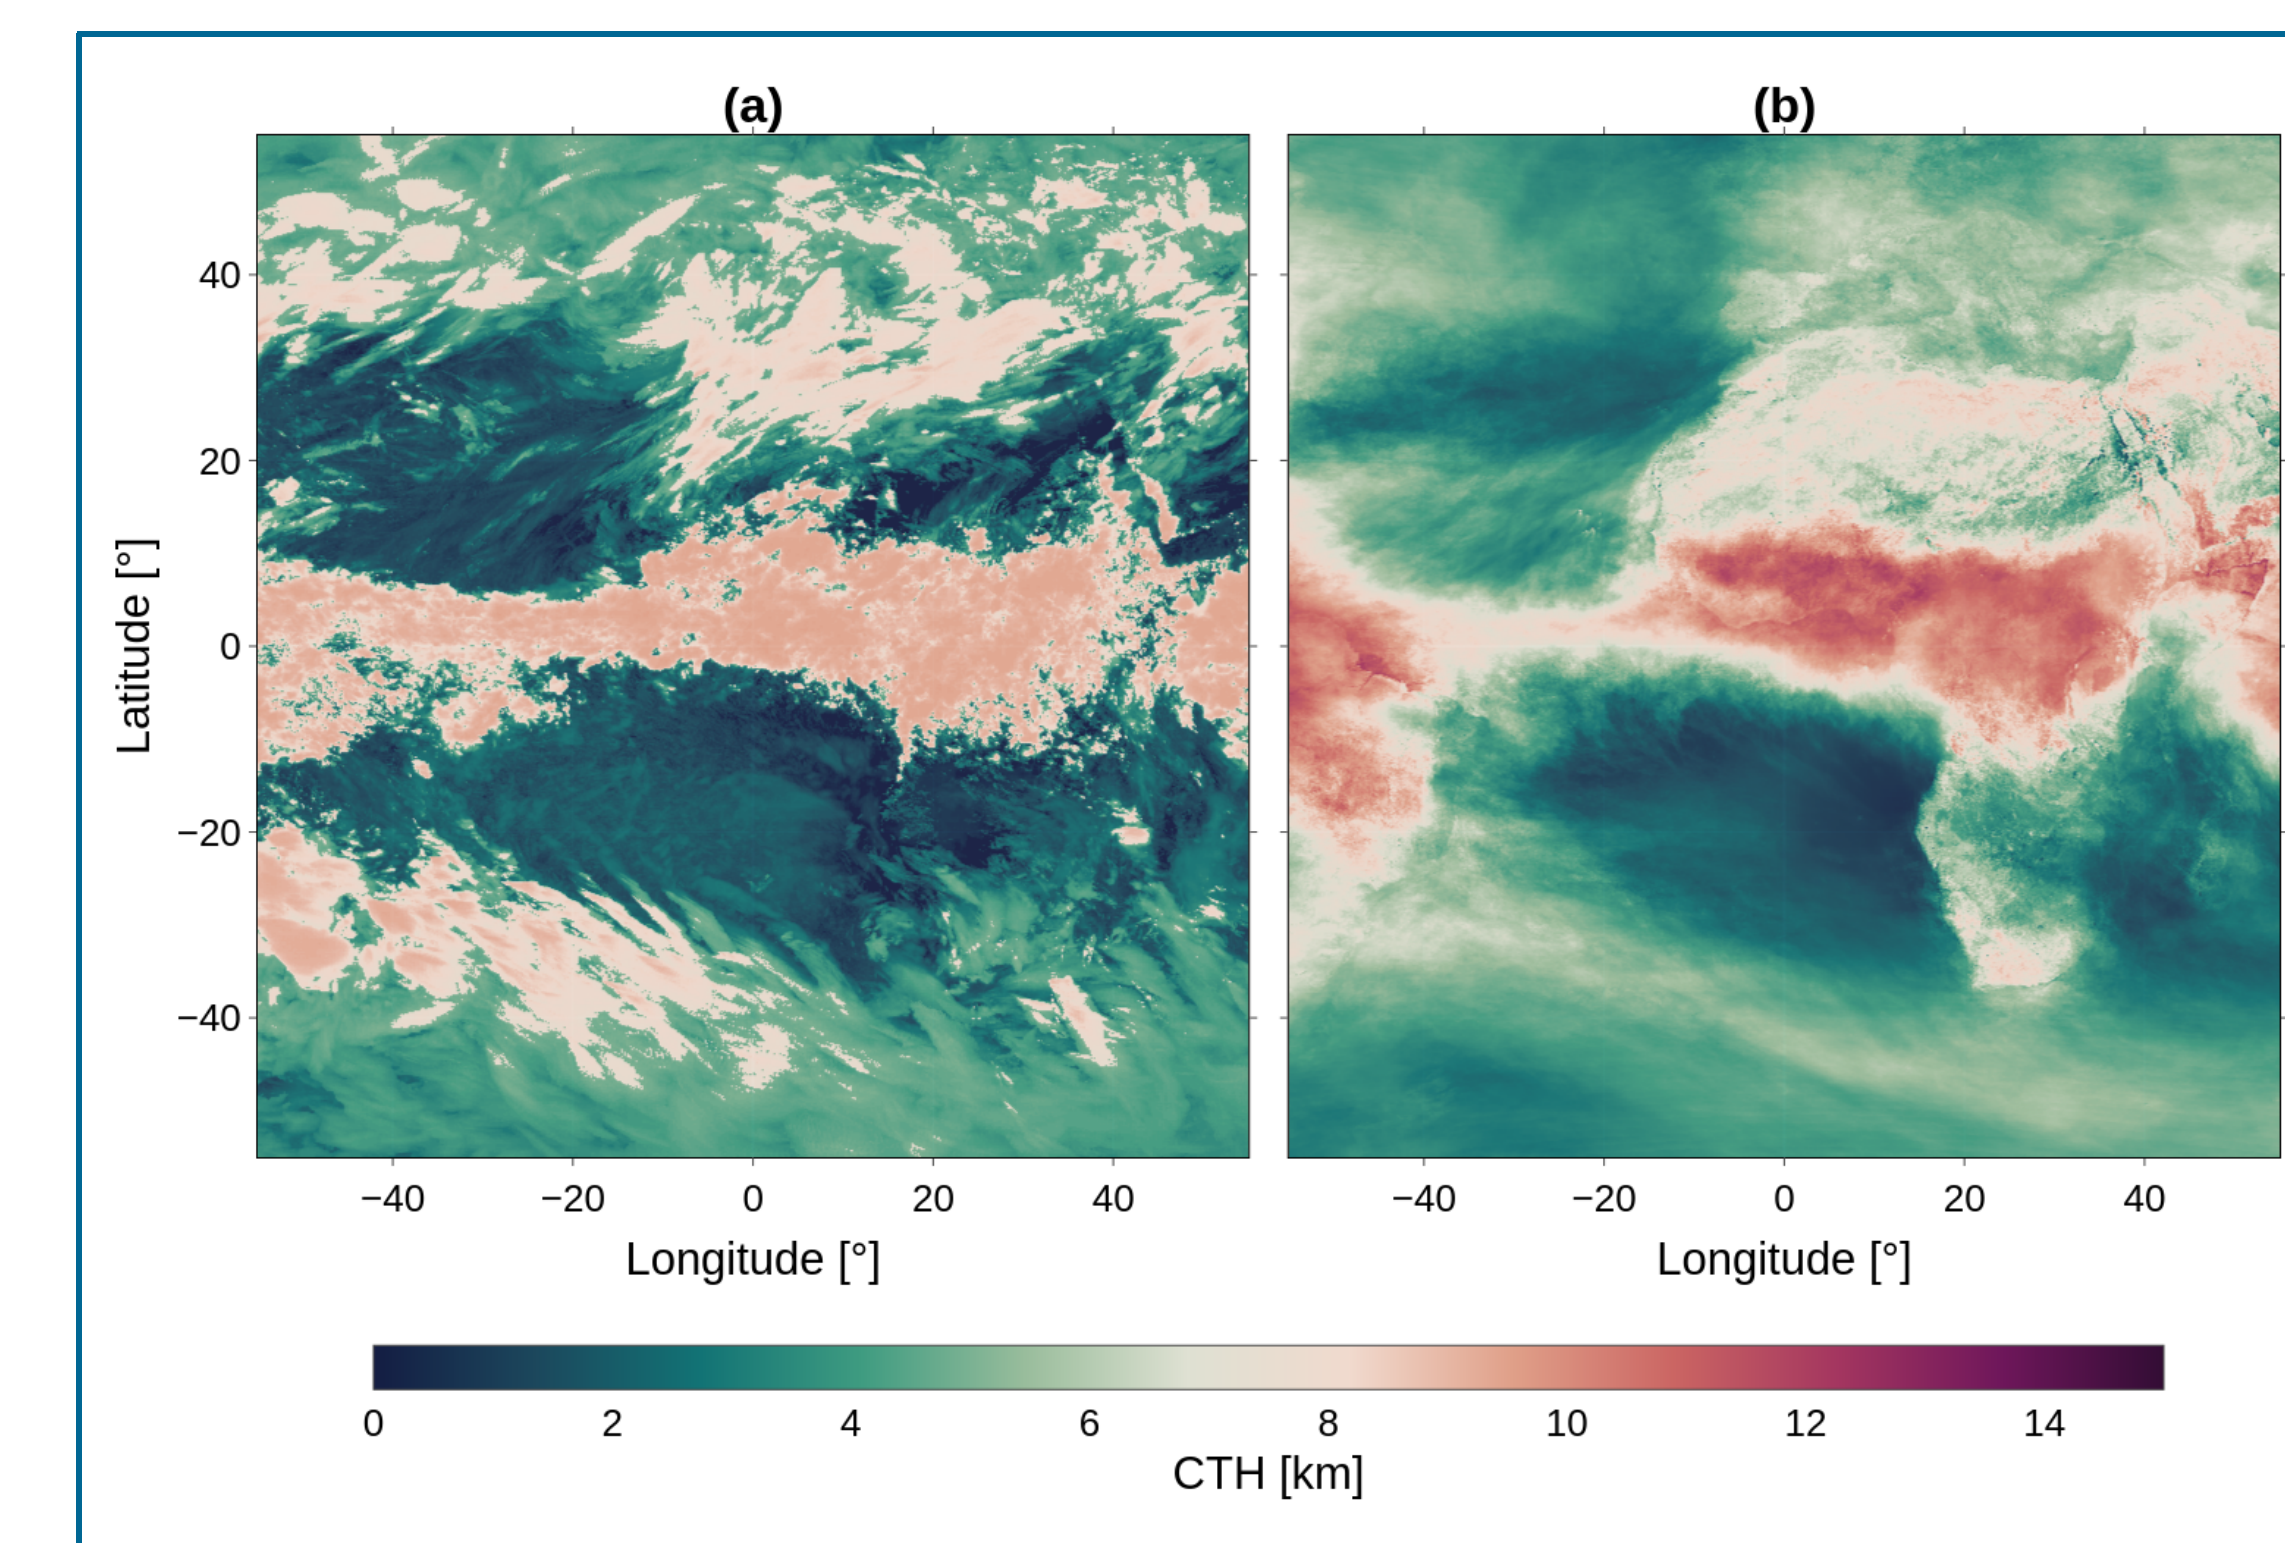 (a) (b)
40
20
0
−20
−40
Latitude [°]
−40 −20 0 20 40 −40 −20 0 20 40
Longitude [°] Longitude [°]
0 2 4 6 8 10 12 14
CTH [km]